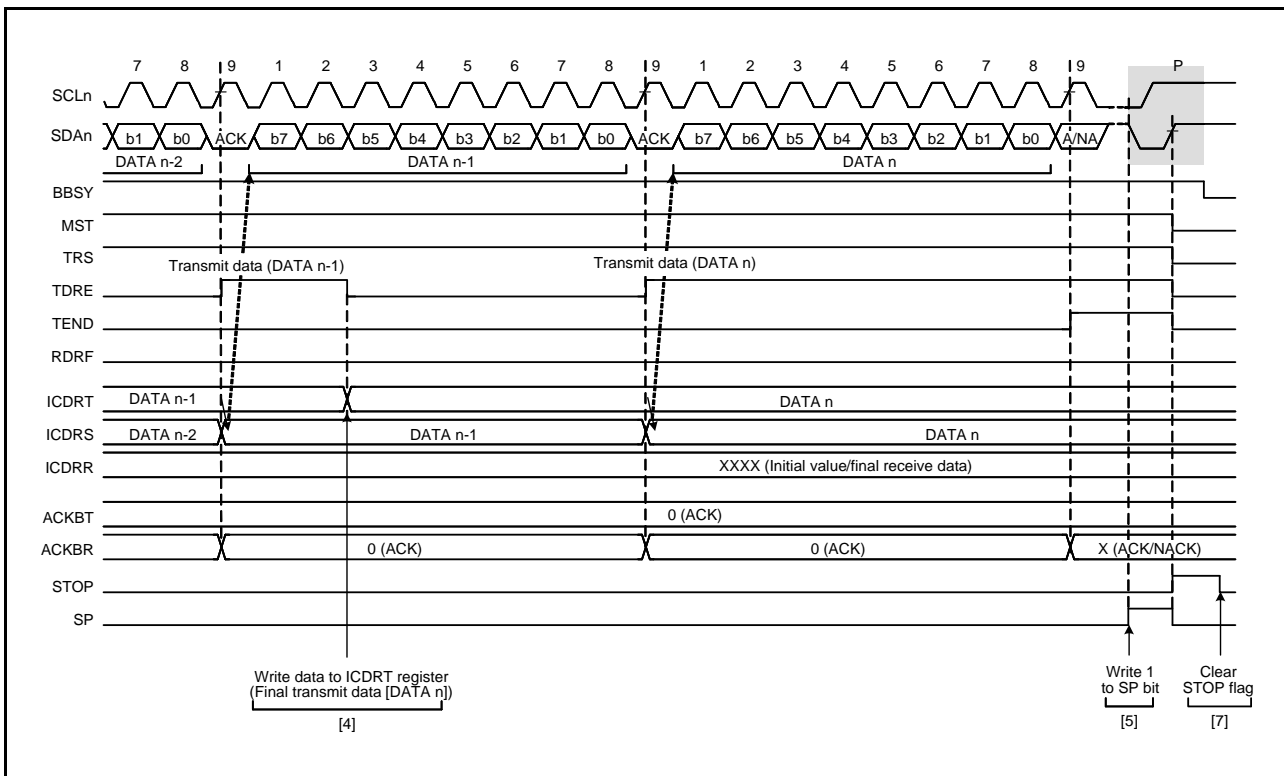 7 8 9 1 2 3 4 5 6 7 8 9 1 2 3 4 5 6 7 8 9 P
SCLn
SDAn b1 b0 ACK b7 b6 b5 b4 b3 b2 b1 b0 ACK b7 b6 b5 b4 b3 b2 b1 b0 A/NA
DATA n-2 DATA n-1 DATA n
BBSY
MST
TRS
Transmit data (DATA n-1) Transmit data (DATA n)
TDRE
TEND
RDRF
ICDRT DATA n-1 DATA n
ICDRS DATA n-2 DATA n-1 DATA n
ICDRR XXXX (Initial value/final receive data)
ACKBT 0 (ACK)
ACKBR 0 (ACK) 0 (ACK) X (ACK/NACK)
STOP
SP
Write data to ICDRT register
(Final transmit data [DATA n])
[4]
Write 1
to SP bit
[5]
Clear
STOP flag
[7]